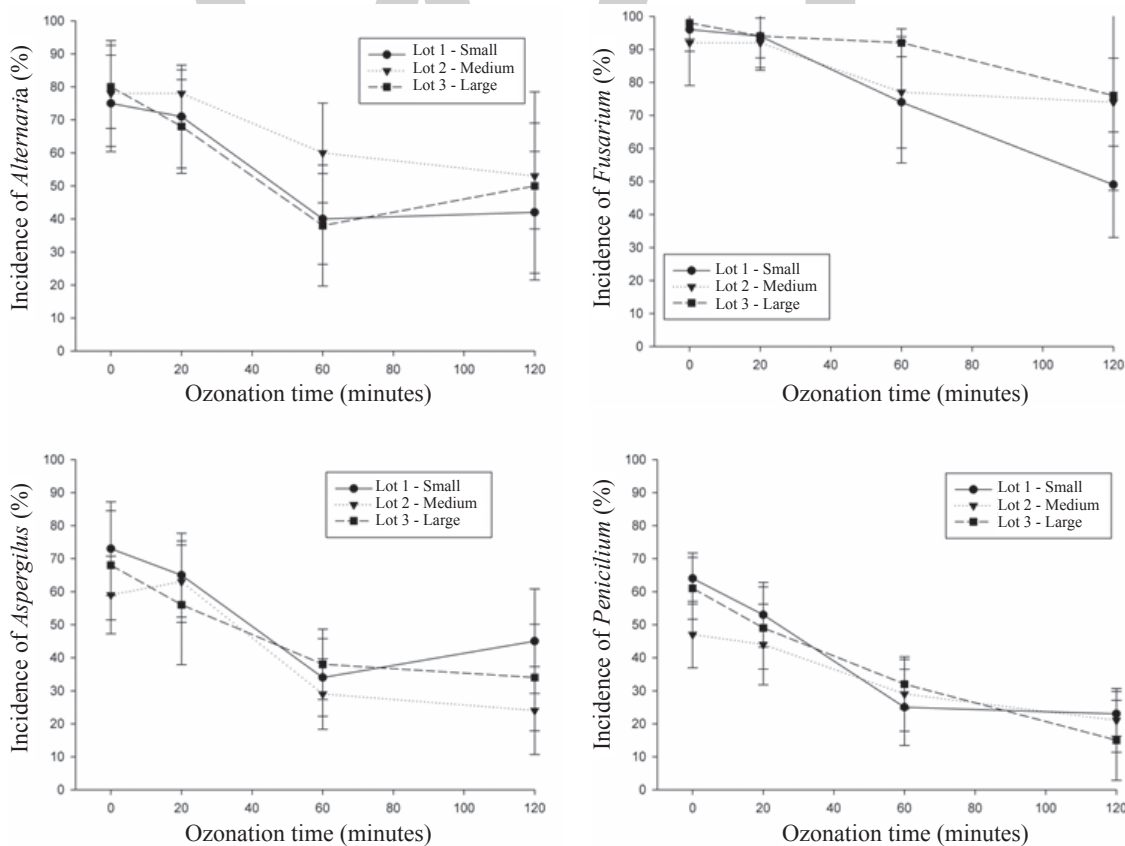 Incidence of Alternaria (%)
100
90
80
70
60
50
40
30
20
10
0
Lot 1 - Small
Lot 2 - Medium
Lot 3 - Large
0 20 40 60 80 100 120
Ozonation time (minutes)
Incidence of Fusarium (%)
100
90
80
70
60
50
40
30
20
10
0
Lot 1 - Small
Lot 2 - Medium
Lot 3 - Large
0 20 40 60 80 100 120
Ozonation time (minutes)
Incidence of Aspergilus (%)
100
90
80
70
60
50
40
30
20
10
0
Lot 1 - Small
Lot 2 - Medium
Lot 3 - Large
0 20 40 60 80 100 120
Ozonation time (minutes)
Incidence of Penicilium (%)
100
90
80
70
60
50
40
30
20
10
0
Lot 1 - Small
Lot 2 - Medium
Lot 3 - Large
0 20 40 60 80 100 120
Ozonation time (minutes)